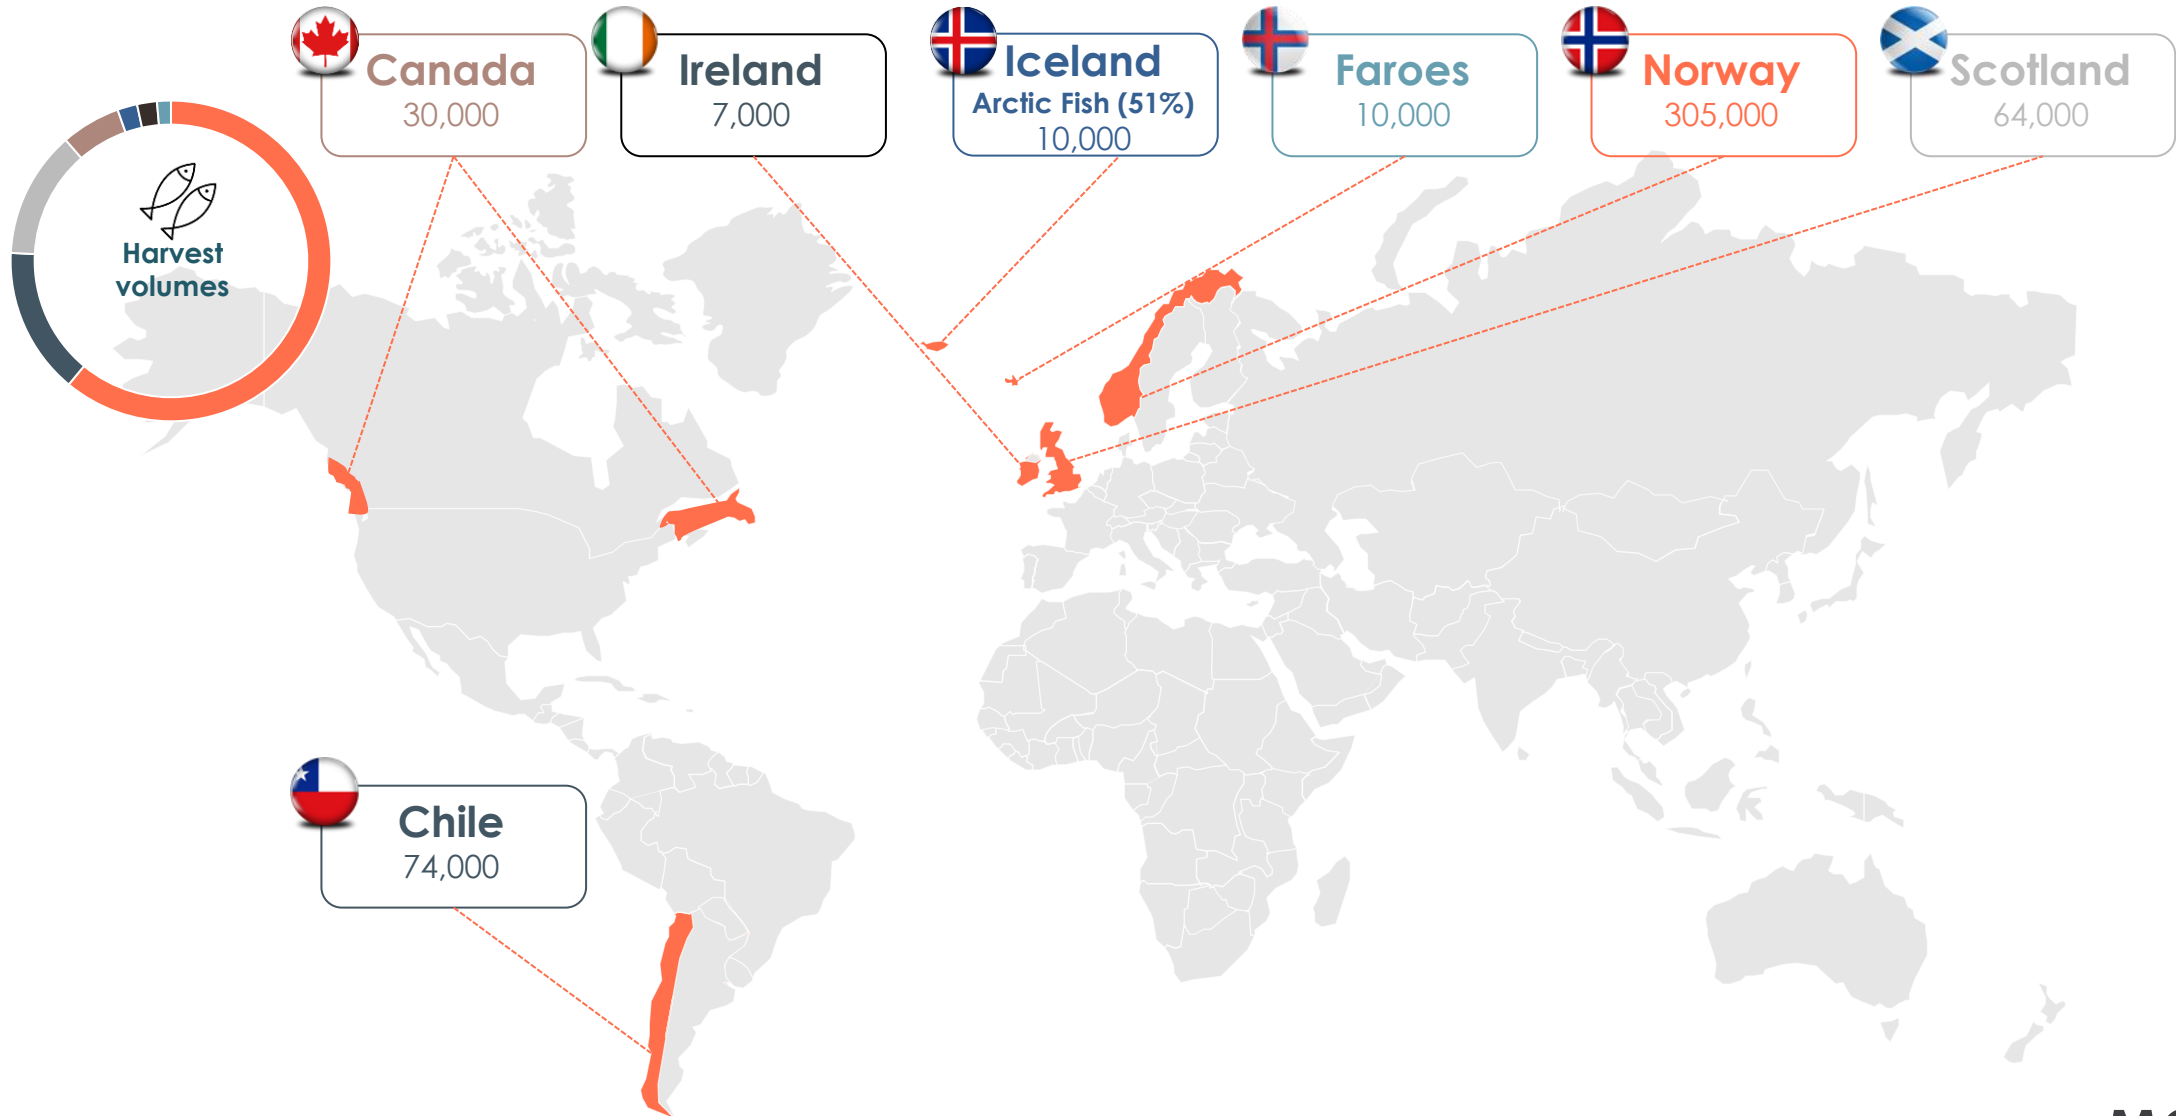 Canada
30,000
Ireland
7,000
Iceland
Arctic Fish (51%)
10,000
Faroes
10,000
Norway
305,000
Scotland
64,000
Harvest
volumes
Chile
74,000